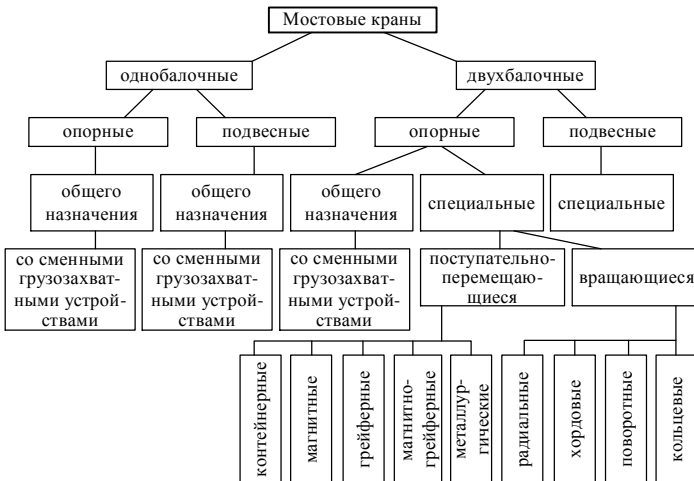 Мостовые краны
однобалочные
двухбалочные
опорные
подвесные
опорные
подвесные
общего
назначения
общего
назначения
общего
назначения
специальные
специальные
со сменными
грузозахват-
ными устрой-
ствами
со сменными
грузозахват-
ными устрой-
ствами
со сменными
грузозахват-
ными устрой-
ствами
поступательно-
перемещаю-
щиеся
вращающиеся
контейнерные
магнитные
грейферные
магнитно-
грейферные
металлур-
гические
радиальные
хордовые
поворотные
кольцевые